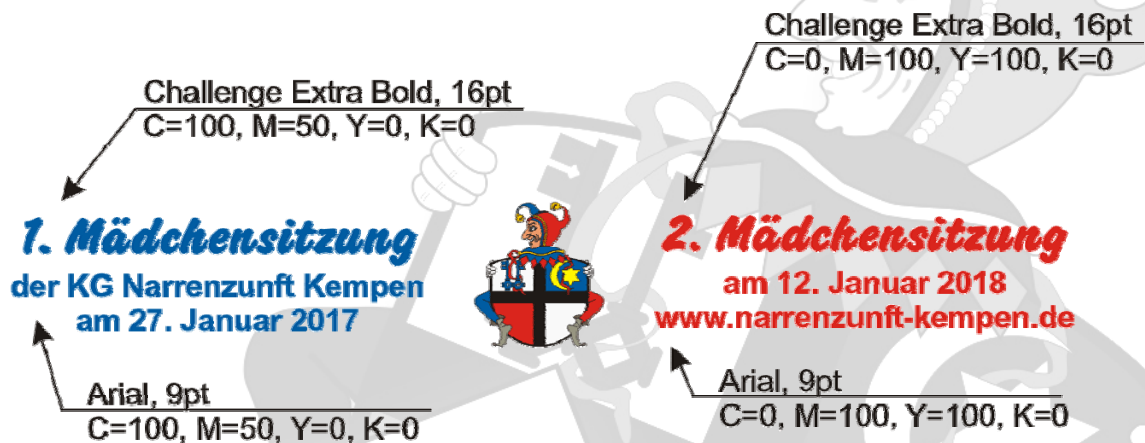 Challenge Extra Bold, 16pt
C=100, M=50, Y=0, K=0
1. Mädchensitzung
der KG Narrenzunft Kempen
am 27. Januar 2017
Arial, 9pt
C=100, M=50, Y=0, K=0
Challenge Extra Bold, 16pt
C=0, M=100, Y=100, K=0
2. Mädchensitzung
am 12. Januar 2018
www.narrenzunft-kempen.de
Arial, 9pt
C=0, M=100, Y=100, K=0